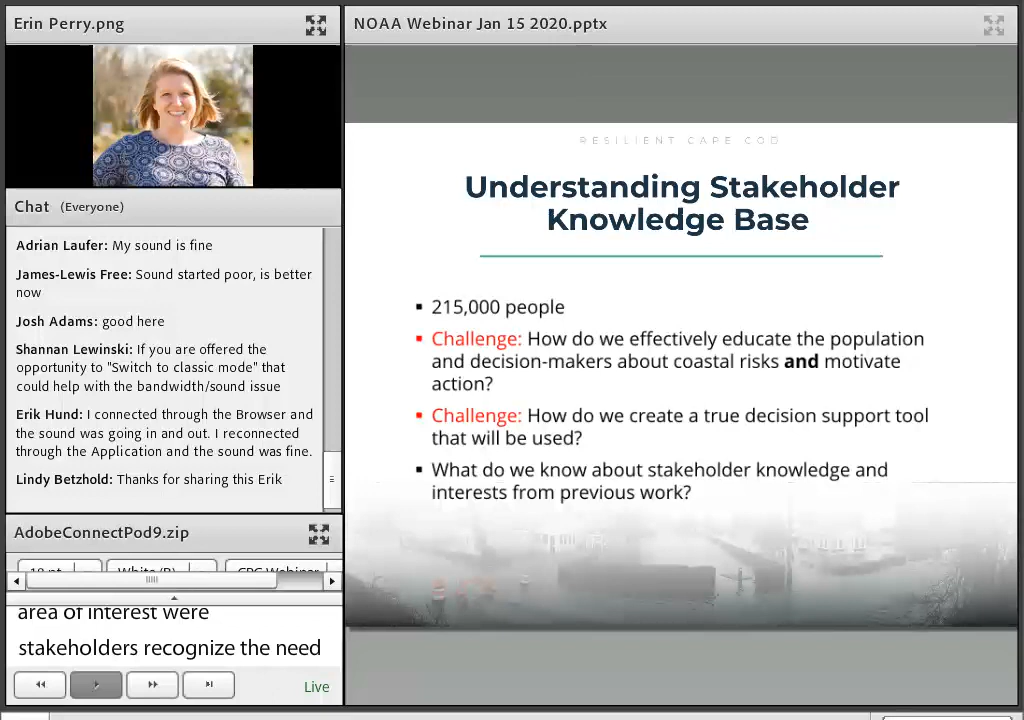 Erin Perry.png
NOAA Webinar Jan 15 2020.pptx
Chat (Everyone)
Adrian Laufer: My sound is fine
James-Lewis Free: Sound started poor, is better
now
Josh Adams: good here
Shannan Lewinski: If you are offered the
opportunity to "Switch to classic mode" that
could help with the bandwidth/sound issue
Erik Hund: I connected through the Browser and
the sound was going in and out. I reconnected
through the Application and the sound was fine.
Lindy Betzhold: Thanks for sharing this Erik
AdobeConnectPod9.zip
area of interest were
stakeholders recognize the need
Live
RESILIENT CAPE COD
Understanding Stakeholder
Knowledge Base
▪ 215,000 people
▪ Challenge: How do we effectively educate the population
and decision-makers about coastal risks and motivate
action?
▪ Challenge: How do we create a true decision support tool
that will be used?
▪ What do we know about stakeholder knowledge and
interests from previous work?